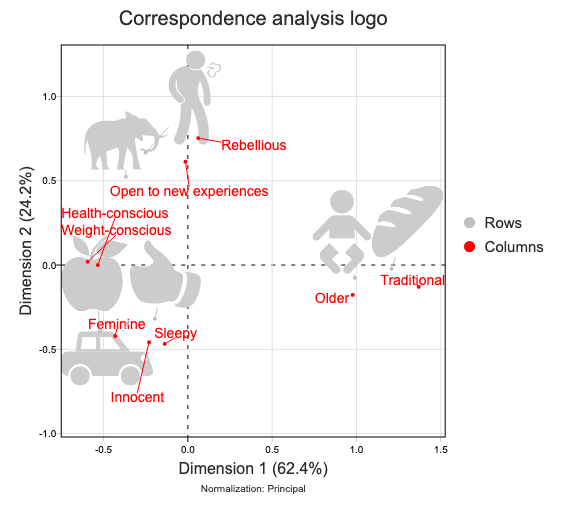 Correspondence analysis logo
Dimension 2 (24.2%)
1.0
0.5
0.0
-0.5
-1.0
Rebellious
Open to new experiences
Health-conscious
Weight-conscious
Traditional
Older
Feminine
Sleepy
Innocent
Rows
Columns
-0.5
0.0
0.5
1.0
1.5
Dimension 1 (62.4%)
Normalization: Principal